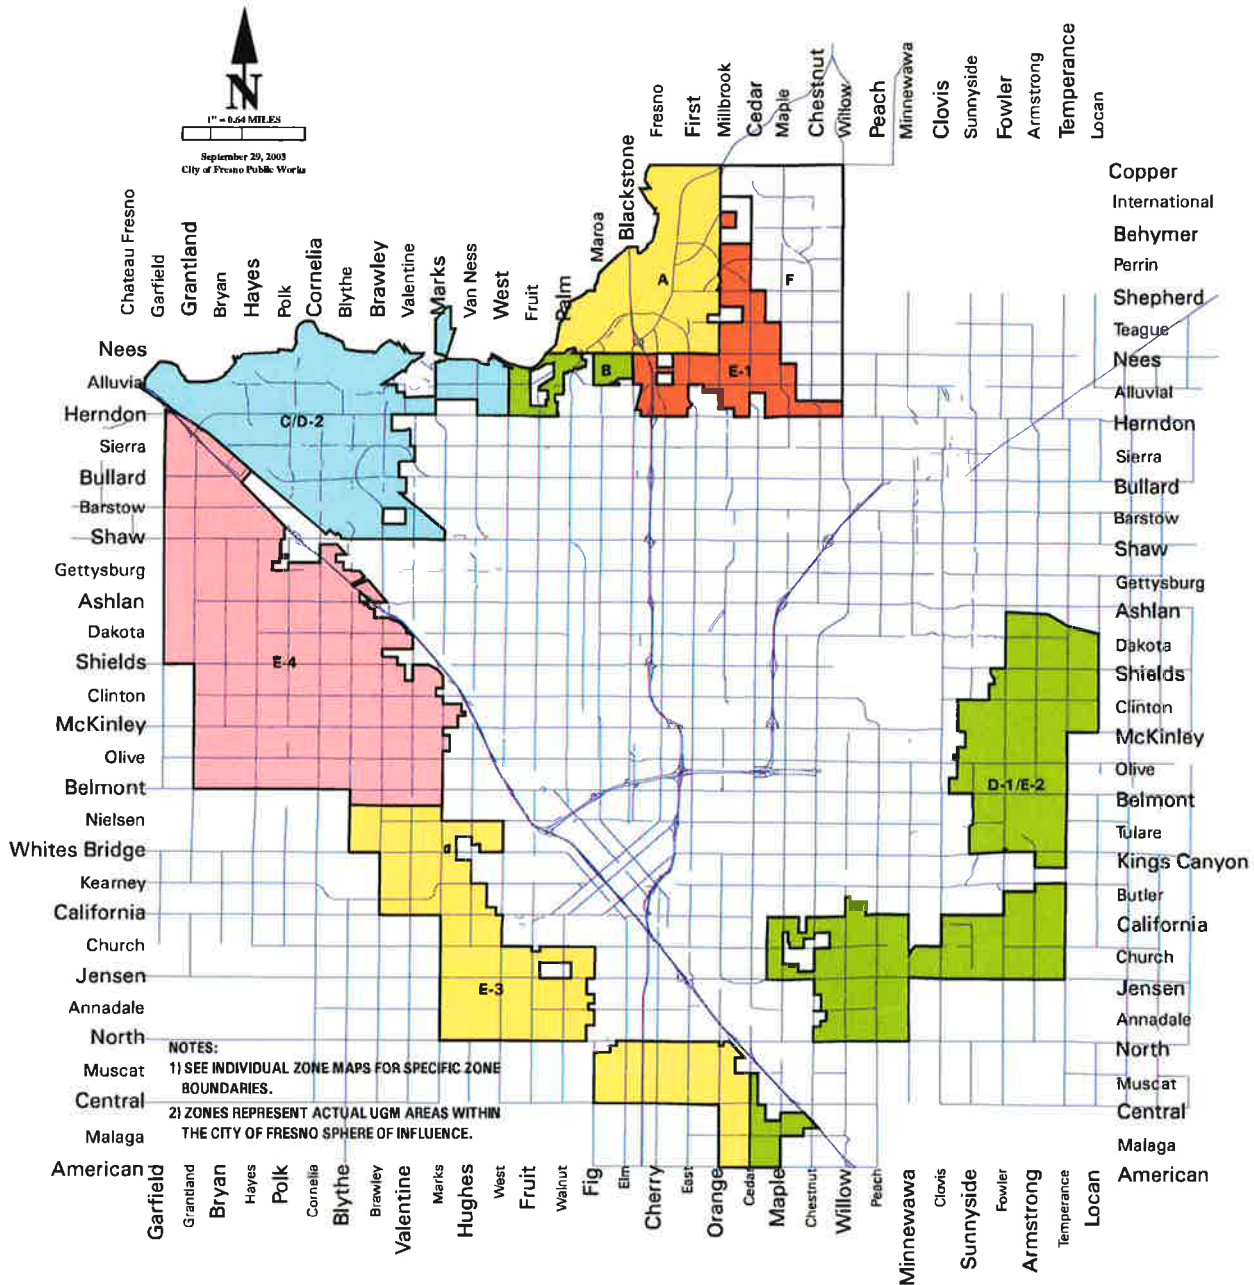 N
1" = 0.64 MILES
September 29, 2003
City of Fresno Public Works
Chateau Fresno
Garfield
Grantland
Bryan
Hayes
Polk
Cornelia
Blythe
Brawley
Valentine
Marks
Van Ness
West
Fruit
Palm
Maroa
Blackstone
Fresno
First
Millbrook
Cedar
Maple
Chestnut
Willow
Peach
Minnewawa
Clovis
Sunnyside
Fowler
Armstrong
Temperance
Locan
Nees
Alluvia
Herndon
Sierra
Bullard
Barstow
Shaw
Gettysburg
Ashlan
Dakota
Shields
Clinton
McKinley
Olive
Belmont
Nielsen
Whites Bridge
Kearney
California
Church
Jensen
Annadale
North
Muscat
Central
Malaga
American
Copper
International
Behymer
Perrin
Shepherd
Teague
Nees
Alluvial
Herndon
Sierra
Bullard
Barstow
Shaw
Gettysburg
Ashlan
Dakota
Shields
Clinton
McKinley
Olive
Belmont
Tulare
Kings Canyon
Butler
California
Church
Jensen
Annadale
North
Muscat
Central
Malaga
American
A
F
B
E-1
C/D-2
E-4
D-1/E-2
E-3
NOTES:
1) SEE INDIVIDUAL ZONE MAPS FOR SPECIFIC ZONE
BOUNDARIES.
2) ZONES REPRESENT ACTUAL UGM AREAS WITHIN
THE CITY OF FRESNO SPHERE OF INFLUENCE.
Garfield
Grantland
Bryan
Hayes
Polk
Cornelia
Blythe
Brawley
Valentine
Marks
Hughes
West
Fruit
Walnut
Fig
Elm
Cherry
East
Orange
Cedar
Maple
Chestnut
Willow
Peach
Minnewawa
Clovis
Sunnyside
Fowler
Armstrong
Temperance
Locan